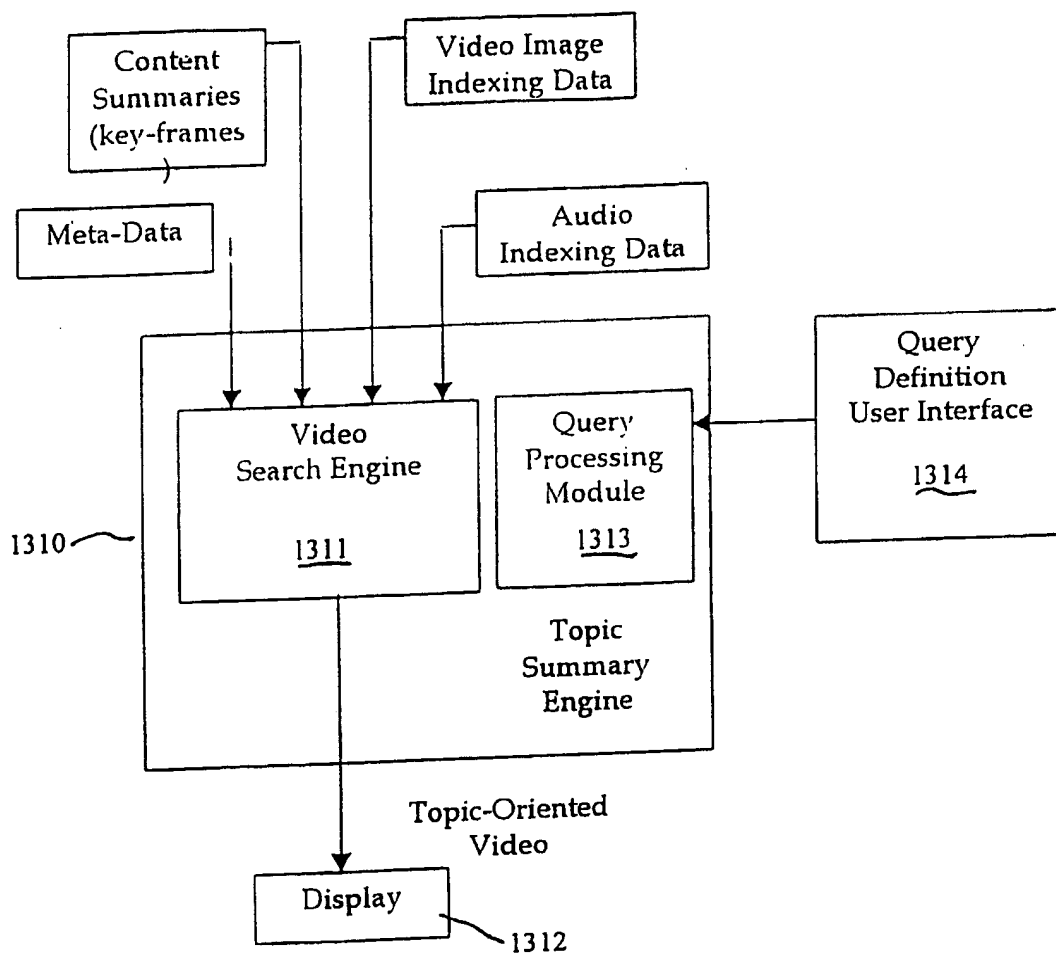 Content
Summaries
(key-frames
)
Video Image
Indexing Data
Meta-Data
Audio
Indexing Data
Query
Definition
User Interface
1314
Video
Search Engine
1311
Query
Processing
Module
1313
1310
Topic
Summary
Engine
Topic-Oriented
Video
Display
1312